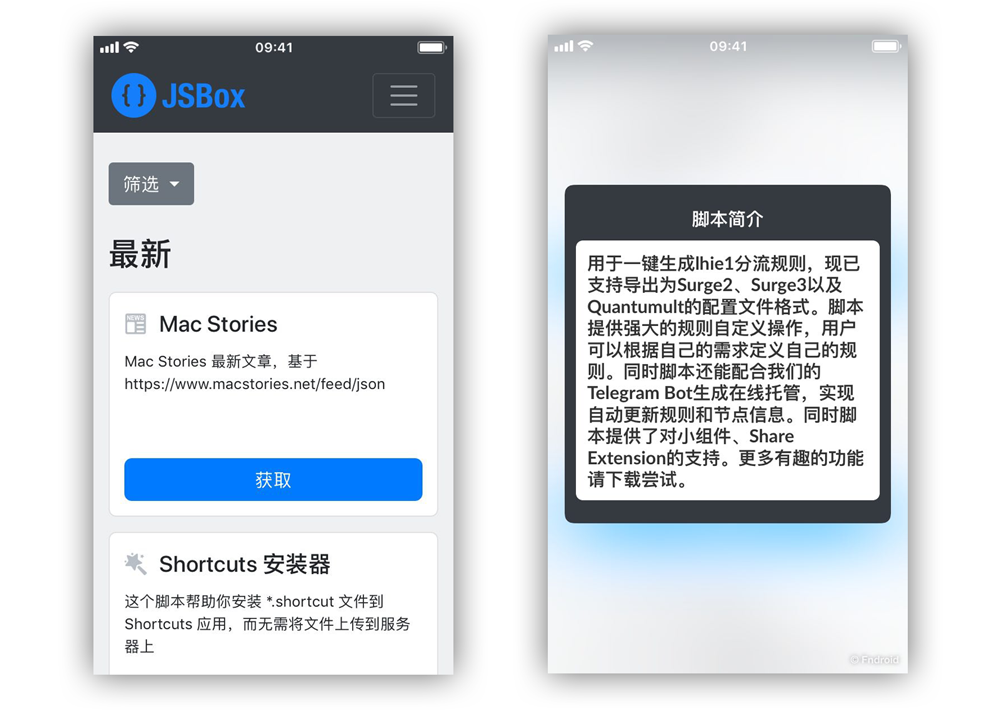 09:41
{ } JSBox
筛选
最新
NEWS
Mac Stories
Mac Stories 最新文章，基于
https://www.macstories.net/feed/json
获取
Shortcuts 安装器
这个脚本帮助你安装 *.shortcut 文件到
Shortcuts 应用，而无需将文件上传到服务
器上
09:41
脚本简介
用于一键生成lhie1分流规则，现已
支持导出为Surge2、Surge3以及
Quantumult的配置文件格式。脚本
提供强大的规则自定义操作，用户
可以根据自己的需求定义自己的规
则。同时脚本还能配合我们的
Telegram Bot生成在线托管，实现
自动更新规则和节点信息。同时脚
本提供了对小组件、Share
Extension的支持。更多有趣的功能
请下载尝试。
© Fndroid